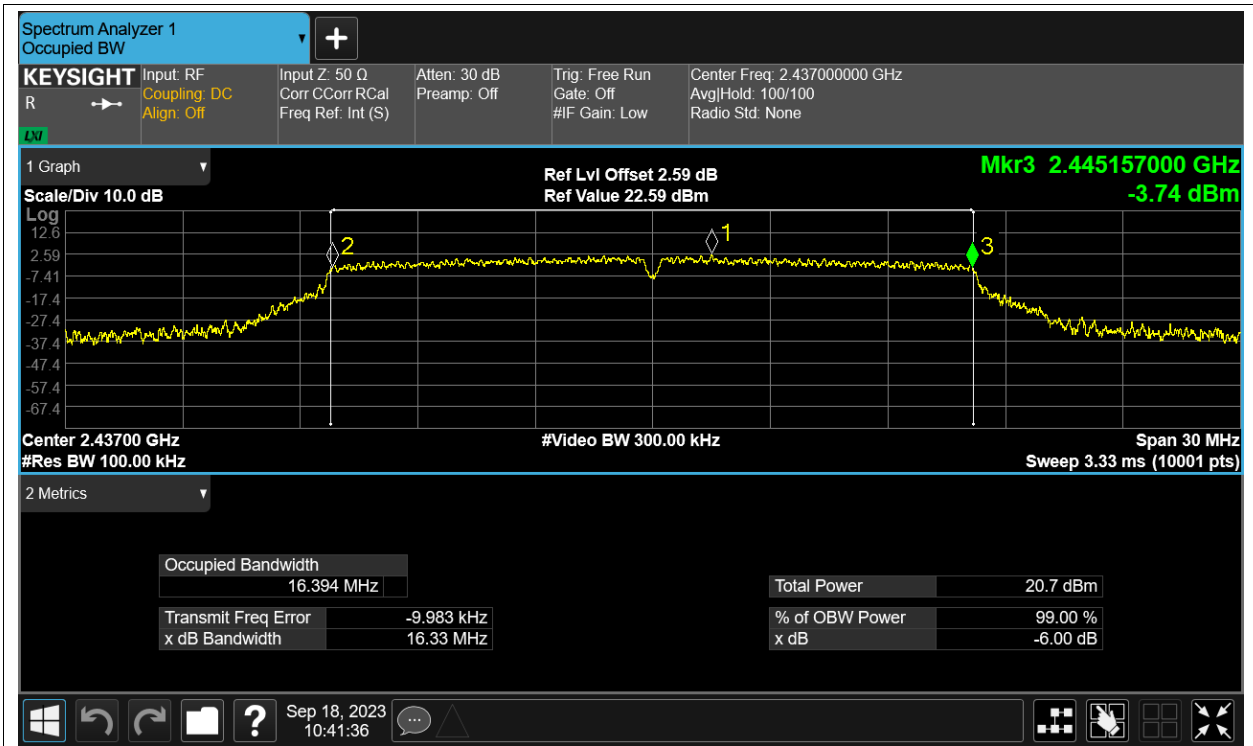 Spectrum Analyzer 1
Occupied BW
KEYSIGHT
R
LXI
Input: RF
Coupling: DC
Align: Off
Input Z: 50 Ω
Corr CCorr RCal
Freq Ref: Int (S)
Atten: 30 dB
Preamp: Off
Trig: Free Run
Gate: Off
#IF Gain: Low
Center Freq: 2.437000000 GHz
Avg|Hold: 100/100
Radio Std: None
1 Graph
Scale/Div 10.0 dB
Ref Lvl Offset 2.59 dB
Ref Value 22.59 dBm
Mkr3 2.445157000 GHz
-3.74 dBm
Log
12.6
2.59
-7.41
-17.4
-27.4
-37.4
-47.4
-57.4
-67.4
2
1
3
Center 2.43700 GHz
#Res BW 100.00 kHz
#Video BW 300.00 kHz
Span 30 MHz
Sweep 3.33 ms (10001 pts)
2 Metrics
Occupied Bandwidth
16.394 MHz
Transmit Freq Error -9.983 kHz
x dB Bandwidth 16.33 MHz
Total Power 20.7 dBm
% of OBW Power 99.00 %
x dB -6.00 dB
?
Sep 18, 2023
10:41:36